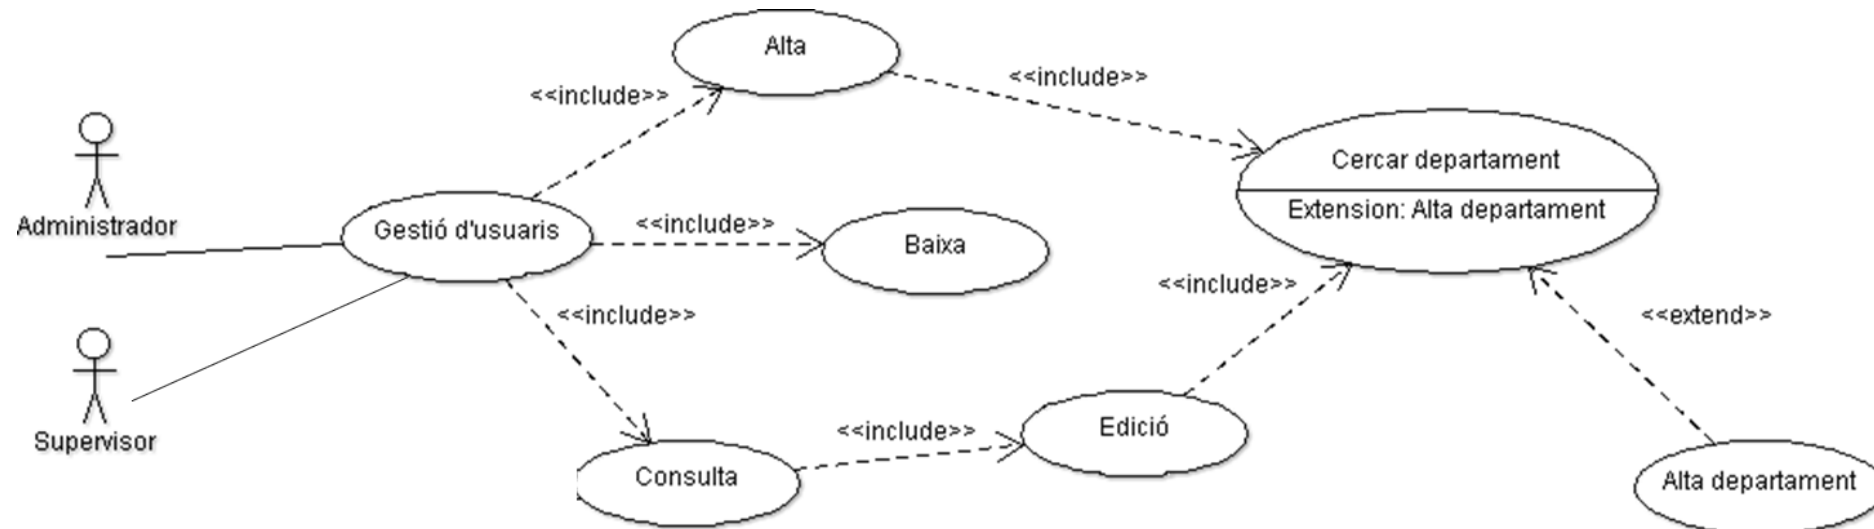 Alta
<<include>>
<<include>>
Cercar departament
Extension: Alta departament
Administrador
Gestió d'usuaris
<<include>>
Baixa
<<include>>
<<include>>
<<extend>>
Supervisor
Consulta
<<include>>
Edició
Alta departament